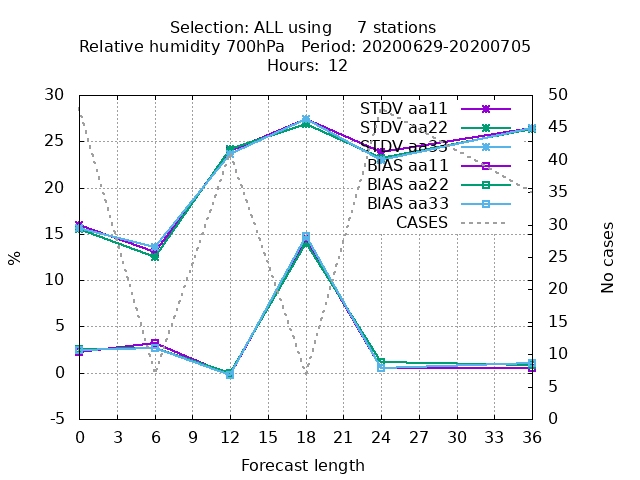 Selection: ALL using     7 stations
Relative humidity 700hPa   Period: 20200629-20200705
Hours: 12
30
25
20
15
10
5
0
-5
50
45
40
35
30
25
20
15
10
5
0
STDV aa11
STDV aa22
STDV aa33
BIAS aa11
BIAS aa22
BIAS aa33
CASES
%
No cases
0 3 6 9 12 15 18 21 24 27 30 33 36
Forecast length